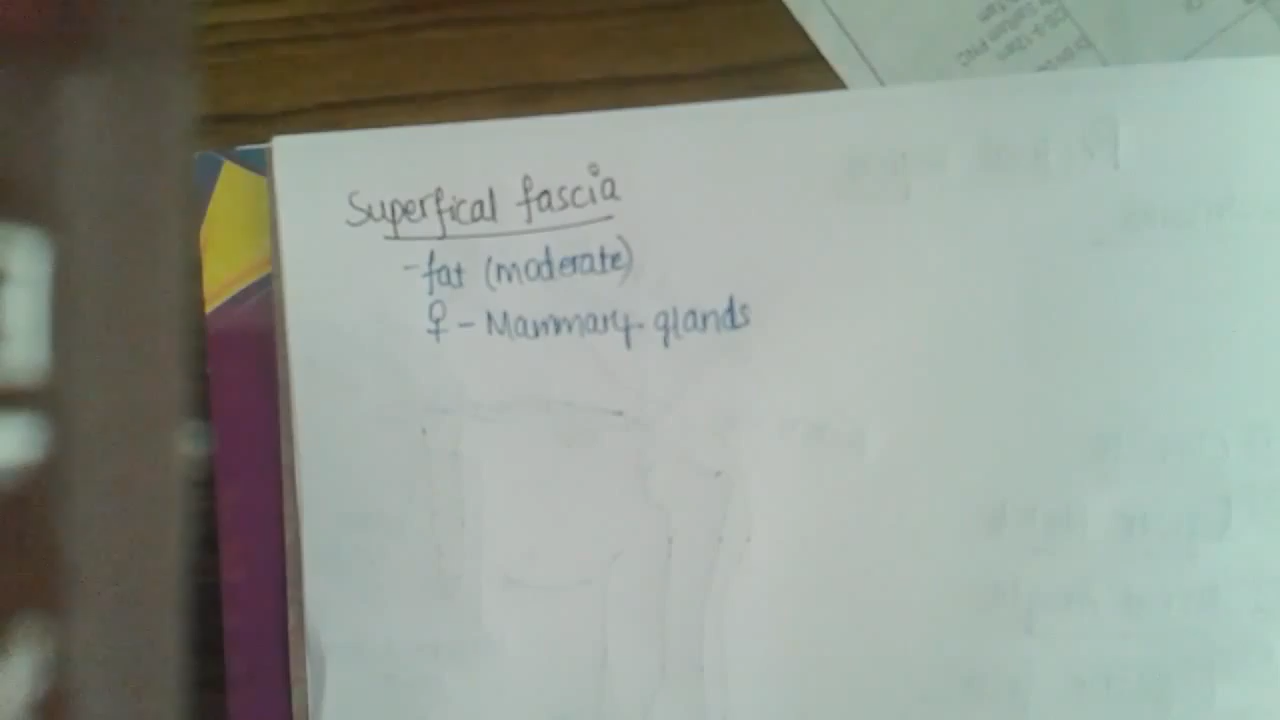 Superfical fascia
- fat (moderate)
♀ - Mammary glands